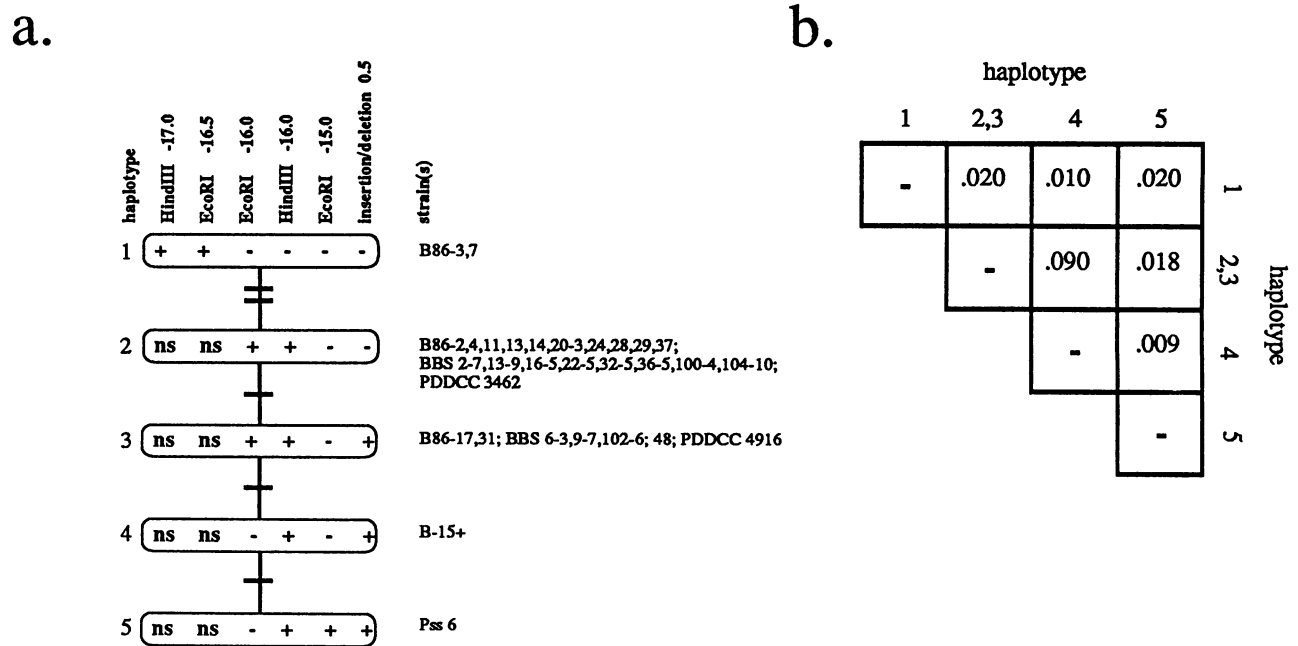 a.
haplotype
HindIII -17.0
EcoRI -16.5
EcoRI -16.0
HindIII -16.0
EcoRI -15.0
insertion/deletion 0.5
strain(s)
1 + + - - - - B86-3,7
2 ns ns + + - - B86-2,4,11,13,14,20-3,24,28,29,37;
BBS 2-7,13-9,16-5,22-5,32-5,36-5,100-4,104-10;
PDDCC 3462
3 ns ns + + - + B86-17,31; BBS 6-3,9-7,102-6; 48; PDDCC 4916
4 ns ns - + - + B-15+
5 ns ns - + + + Pss 6
b.
haplotype
1 2,3 4 5
- .020 .010 .020 1
- .090 .018 2,3
- .009 4
- 5
haplotype